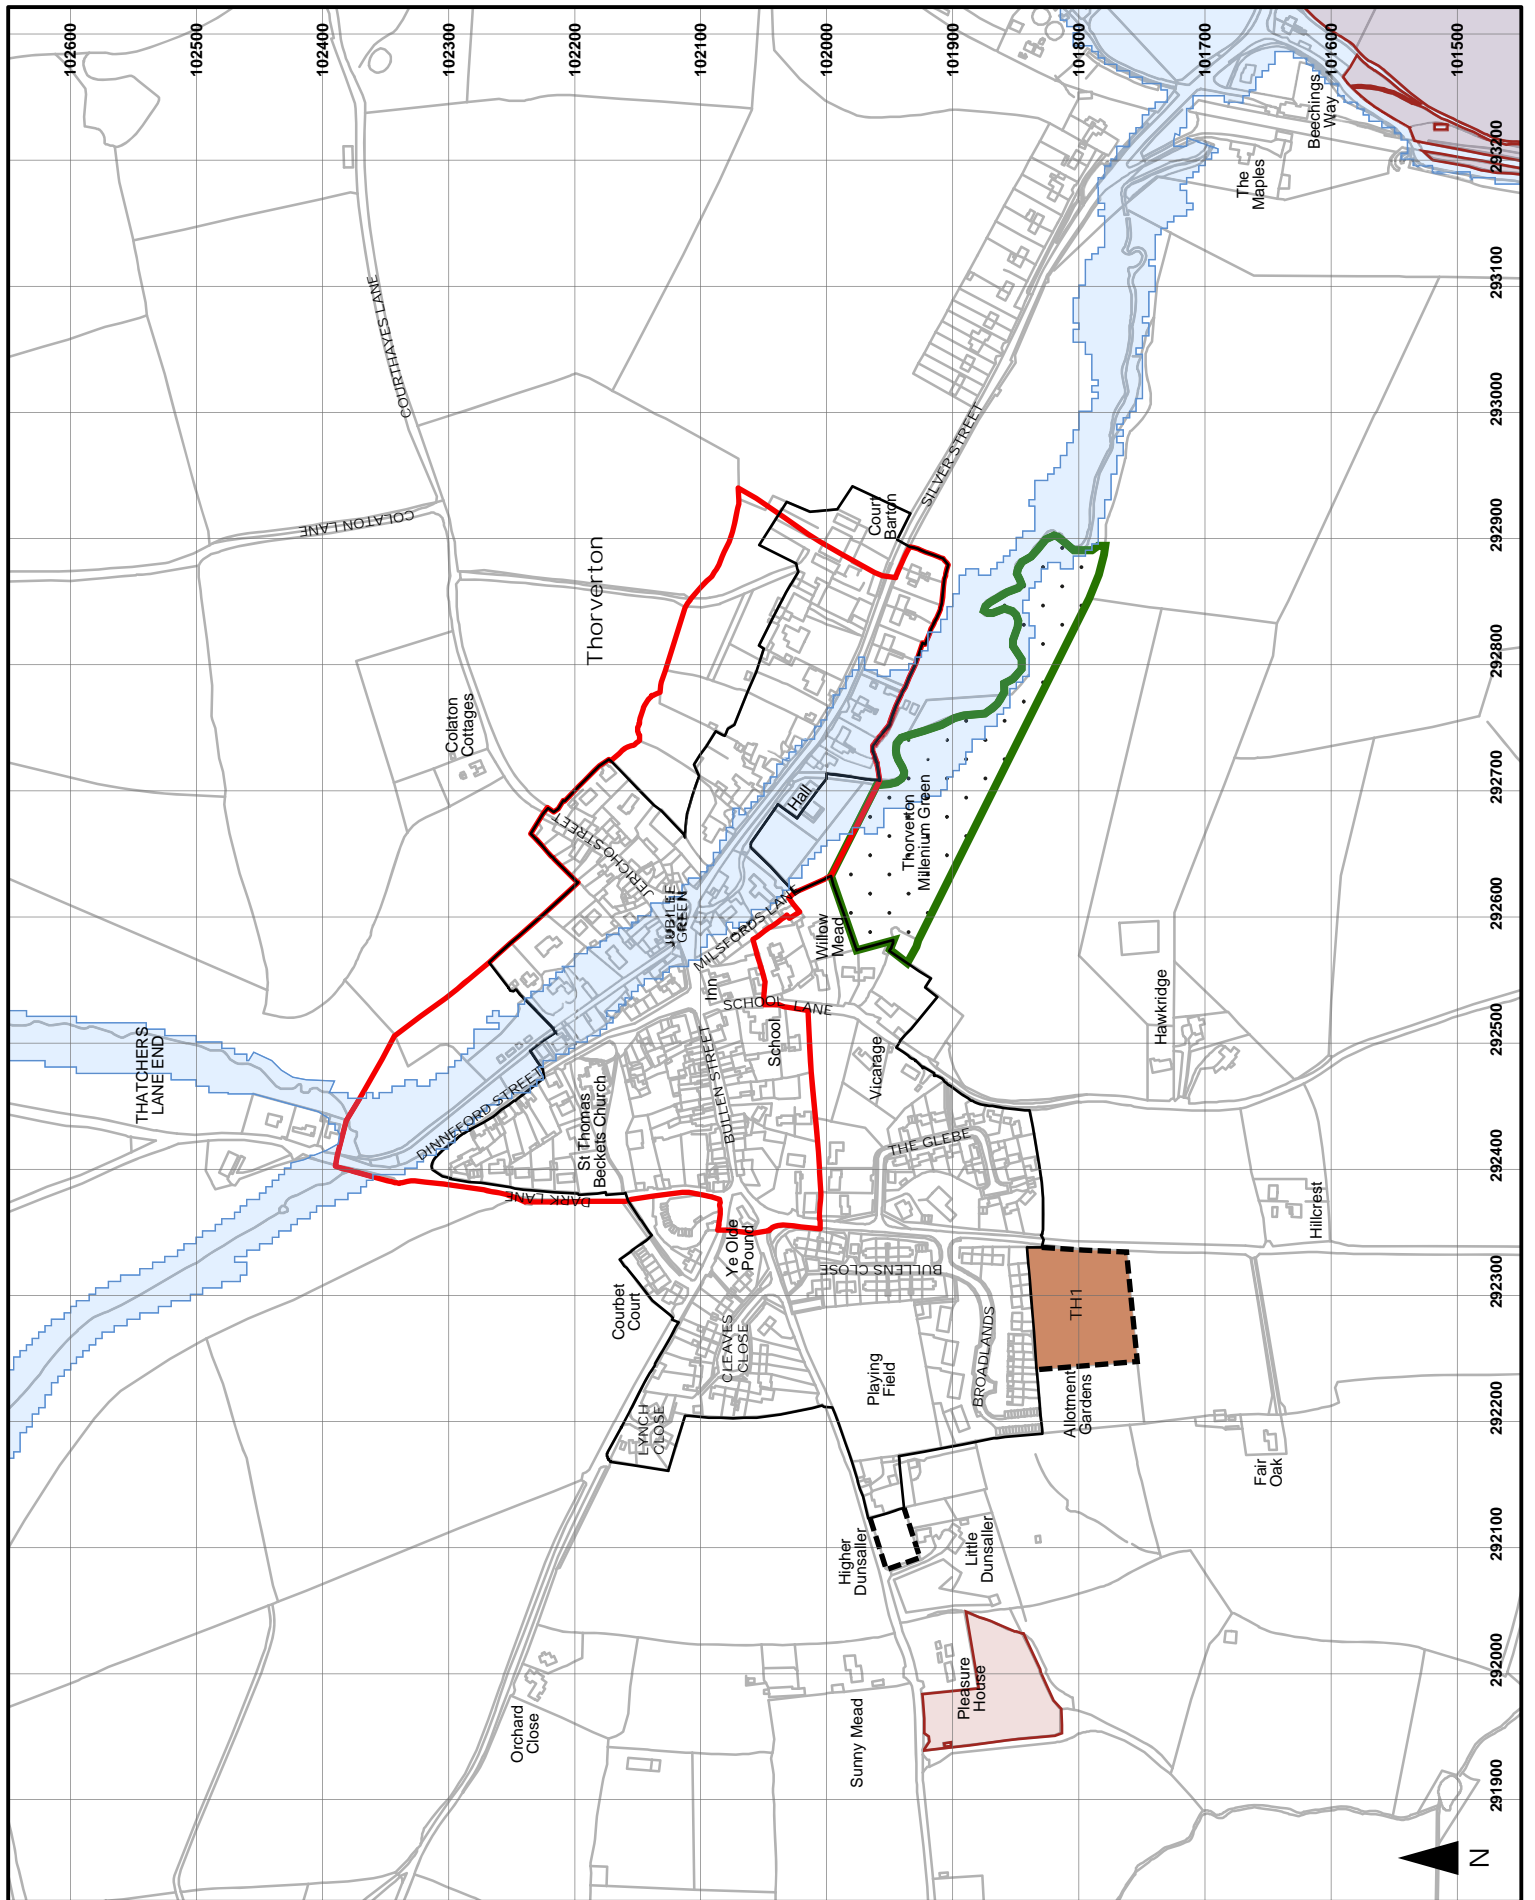 102600
102500
102400
102300
102200
102100
102000
101900
101800
101700
101600
101500
THATCHERS
LANE END
COLATON LANE
COURTHAYES LANE
DINNEFORD STREET
Colaton
Cottages
Orchard
Close
DARK LANE
JERICHO STREET
Thorverton
St Thomas
Beckets Church
Courbet
Court
LYNCH
CLOSE
JUBILEE
GREEN
CLEAVES
CLOSE
Ye Olde
Pound
BULLEN STREET
Inn
MILSFORDS LANE
SCHOOL LANE
School
Hall
BULLENS CLOSE
Willow
Mead
Higher
Dunsaller
Sunny Mead
Playing
Field
Vicarage
Court
Barton
THE GLEBE
Thorverton
Millenium Green
SILVER STREET
Pleasure
House
Little
Dunsaller
BROADLANDS
Allotment
Gardens
TH1
Hawkridge
The
Maples
Fair
Oak
Hillcrest
Beechings
Way
N
291900
292000
292100
292200
292300
292400
292500
292600
292700
292800
292900
293000
293100
293200